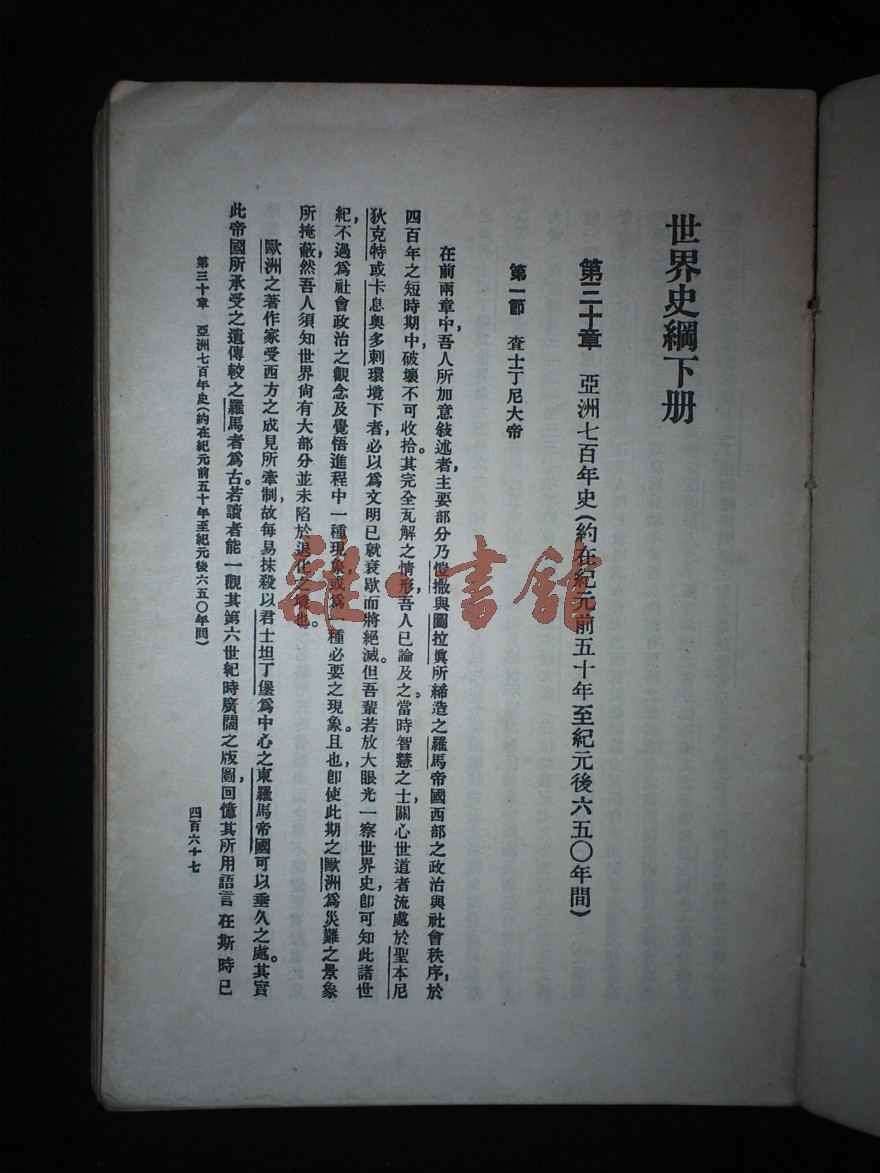 世界史綱下册
第三十章　亞洲七百年史(約在紀元前五十年至紀元後六五〇年間)
第一節　查士丁尼大帝
在前兩章中,吾人所加意敍述者,主要部分乃愷撒與圖拉眞所締造之羅馬帝國西部之政治與社會秩序,於
四百年之短時期中,破壞不可收拾。其完全瓦解之情形,吾人已論及之。當時智慧之士,關心世道者,流處於聖本尼
狄克特或卡息奧多刺環境下者,必以爲文明已就衰歇而將絕滅。但吾輩若放大眼光一察世界史,卽可知此諸世
紀,不過爲社會政治之觀念及覺悟進程中一種現象,或爲一種必要之現象。且也,卽使此期之歐洲爲災難之景象
所掩蔽,然吾人須知世界尙有大部分並未陷於退化之境也。
歐洲之著作家受西方之成見所牽制,故每易抹殺以君士坦丁堡爲中心之東羅馬帝國可以垂久之處。其實
此帝國所承受之遺傳較之羅馬者爲古。若讀者能一觀其第六世紀時廣闊之版圖,回憶其所用語言在斯時已
第三十章　亞洲七百年史(約在紀元前五十年至紀元後六五〇年間)
四百六十七
雜·書館